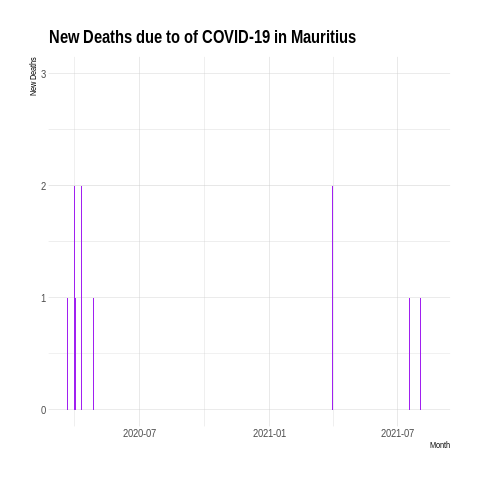 New Deaths due to of COVID-19 in Mauritius
New Deaths
3
2
1
0
2020-07
2021-01
2021-07
Month